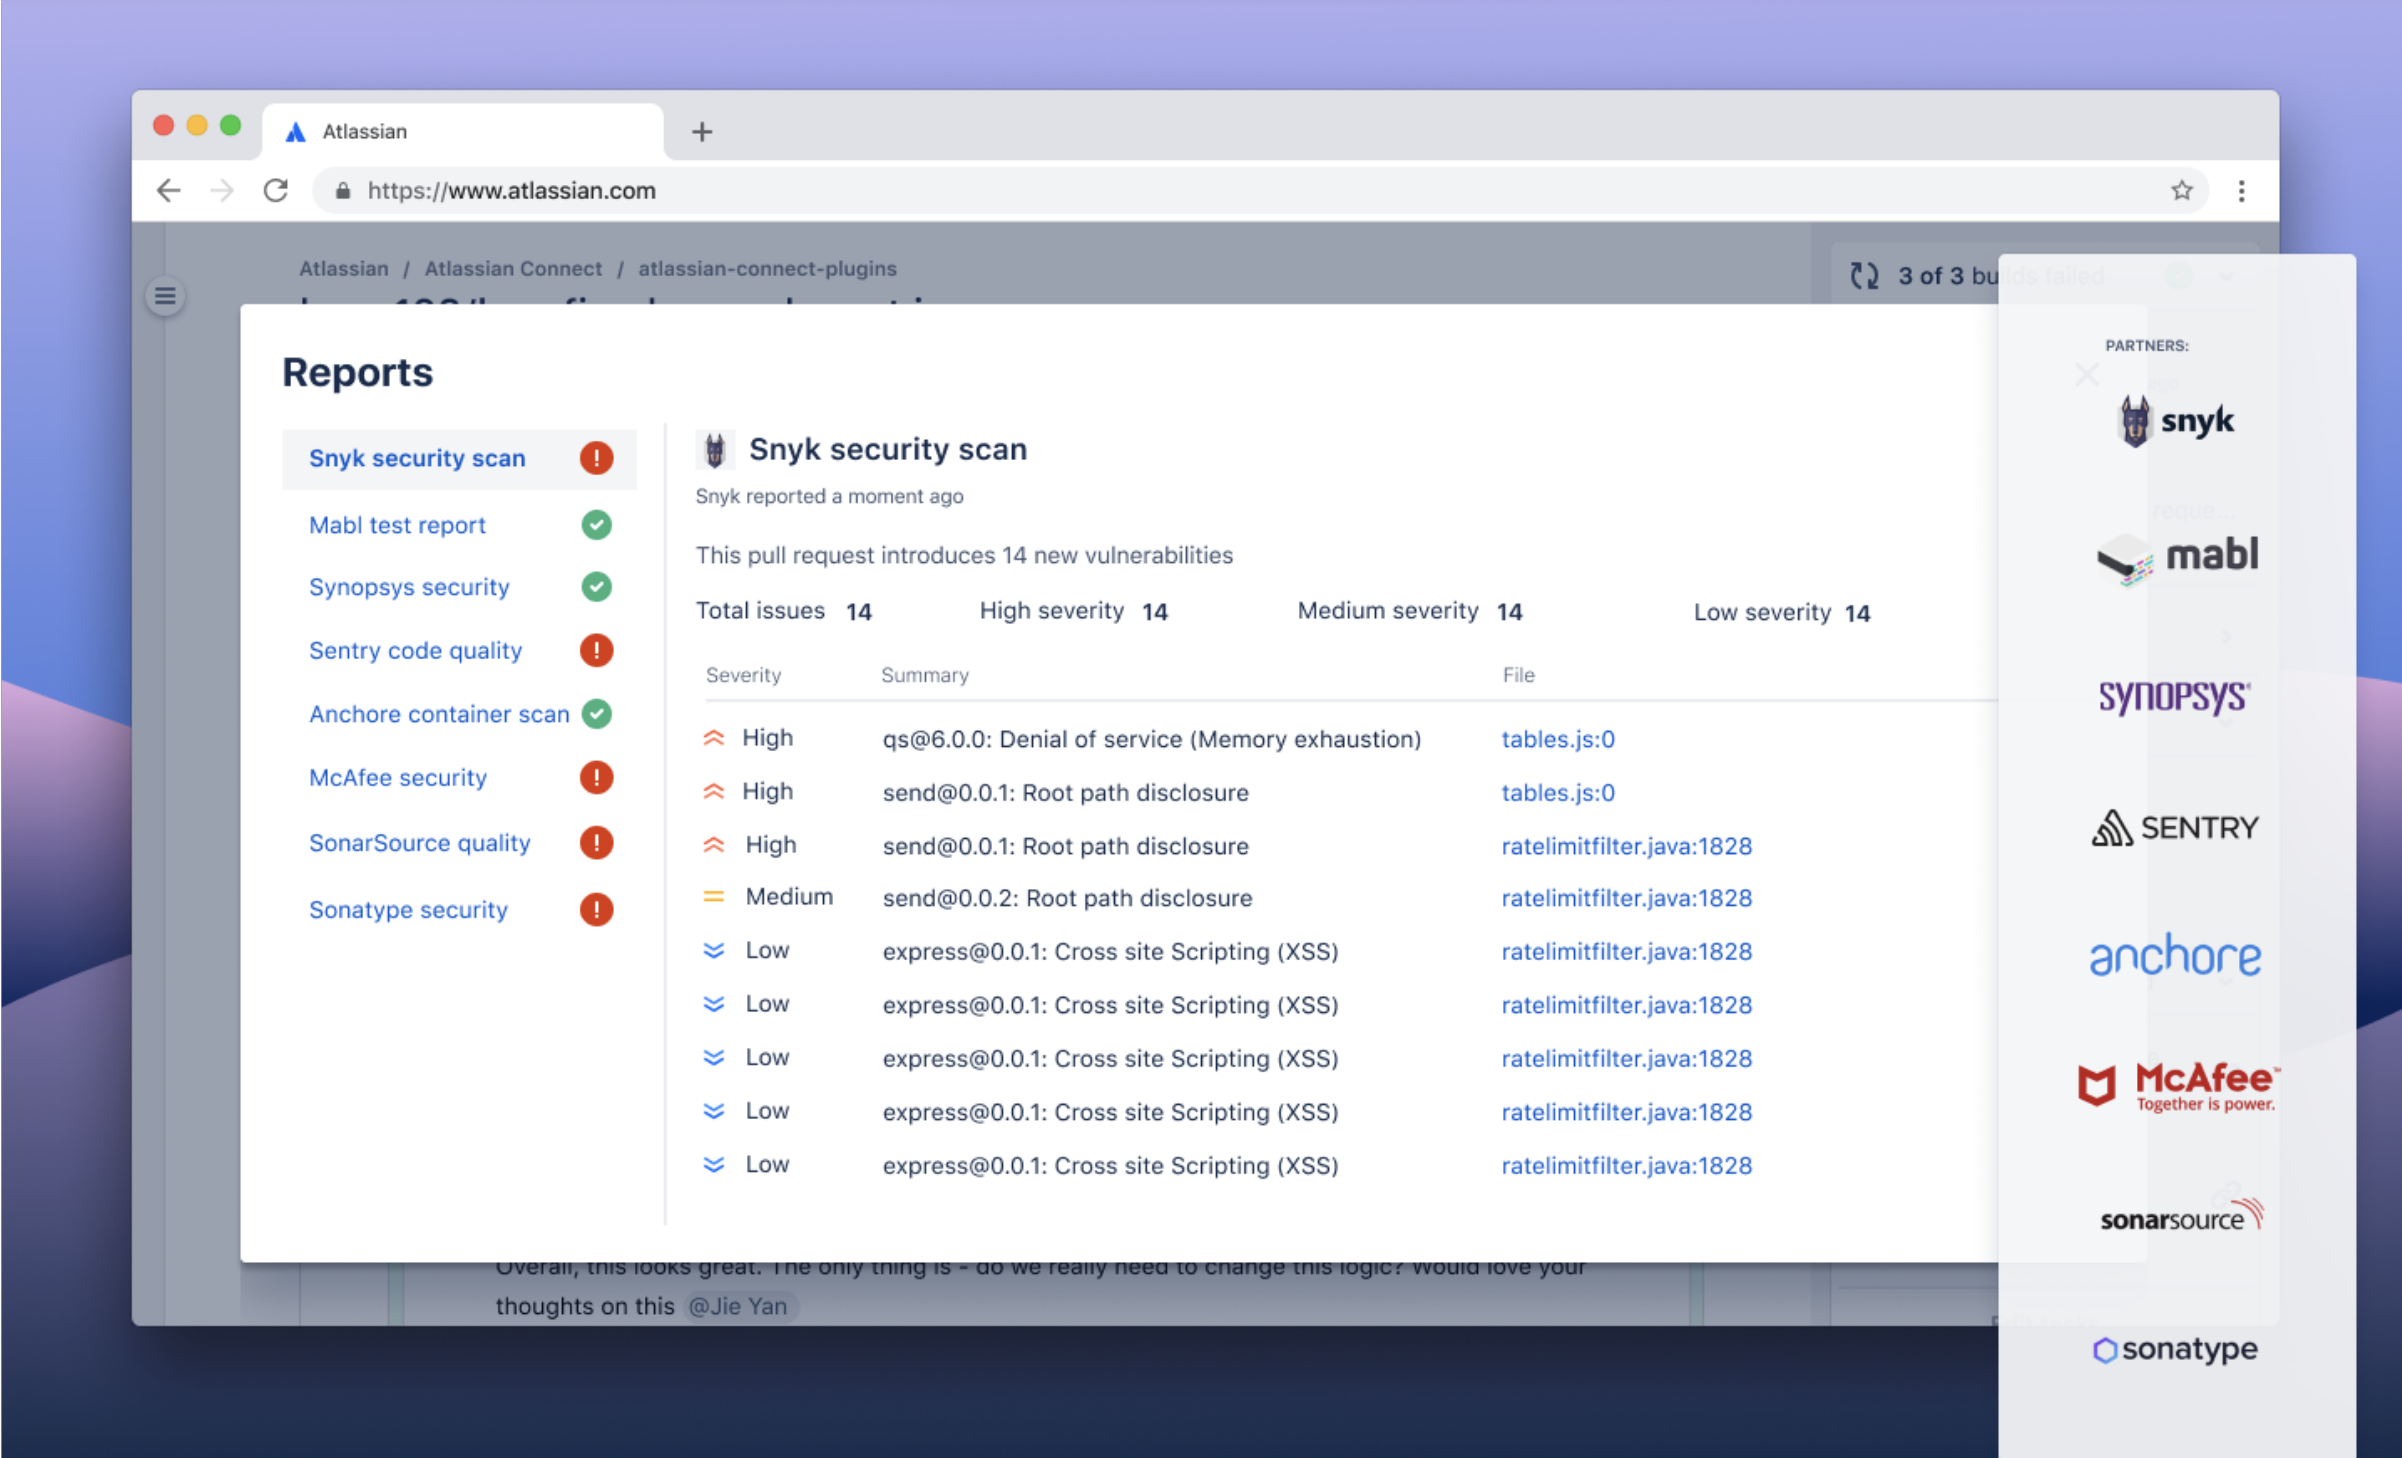 Atlassian
https://www.atlassian.com
Atlassian / Atlassian Connect / atlassian-connect-plugins
3 of 3 builds failed
Reports
Snyk security scan
Mabl test report
Synopsys security
Sentry code quality
Anchore container scan
McAfee security
SonarSource quality
Sonatype security
Snyk security scan
Snyk reported a moment ago
This pull request introduces 14 new vulnerabilities
Total issues 14 High severity 14 Medium severity 14 Low severity 14
Severity Summary File
High qs@6.0.0: Denial of service (Memory exhaustion) tables.js:0
High send@0.0.1: Root path disclosure tables.js:0
High send@0.0.1: Root path disclosure ratelimitfilter.java:1828
Medium send@0.0.2: Root path disclosure ratelimitfilter.java:1828
Low express@0.0.1: Cross site Scripting (XSS) ratelimitfilter.java:1828
Low express@0.0.1: Cross site Scripting (XSS) ratelimitfilter.java:1828
Low express@0.0.1: Cross site Scripting (XSS) ratelimitfilter.java:1828
Low express@0.0.1: Cross site Scripting (XSS) ratelimitfilter.java:1828
Low express@0.0.1: Cross site Scripting (XSS) ratelimitfilter.java:1828
Overall, this looks great. The only thing is - do we really need to change this logic? Would love your
thoughts on this @Jie Yan
PARTNERS:
snyk
mabl
SYNOPSYS®
SENTRY
anchore
McAfee™
Together is power.
sonarsource
sonatype